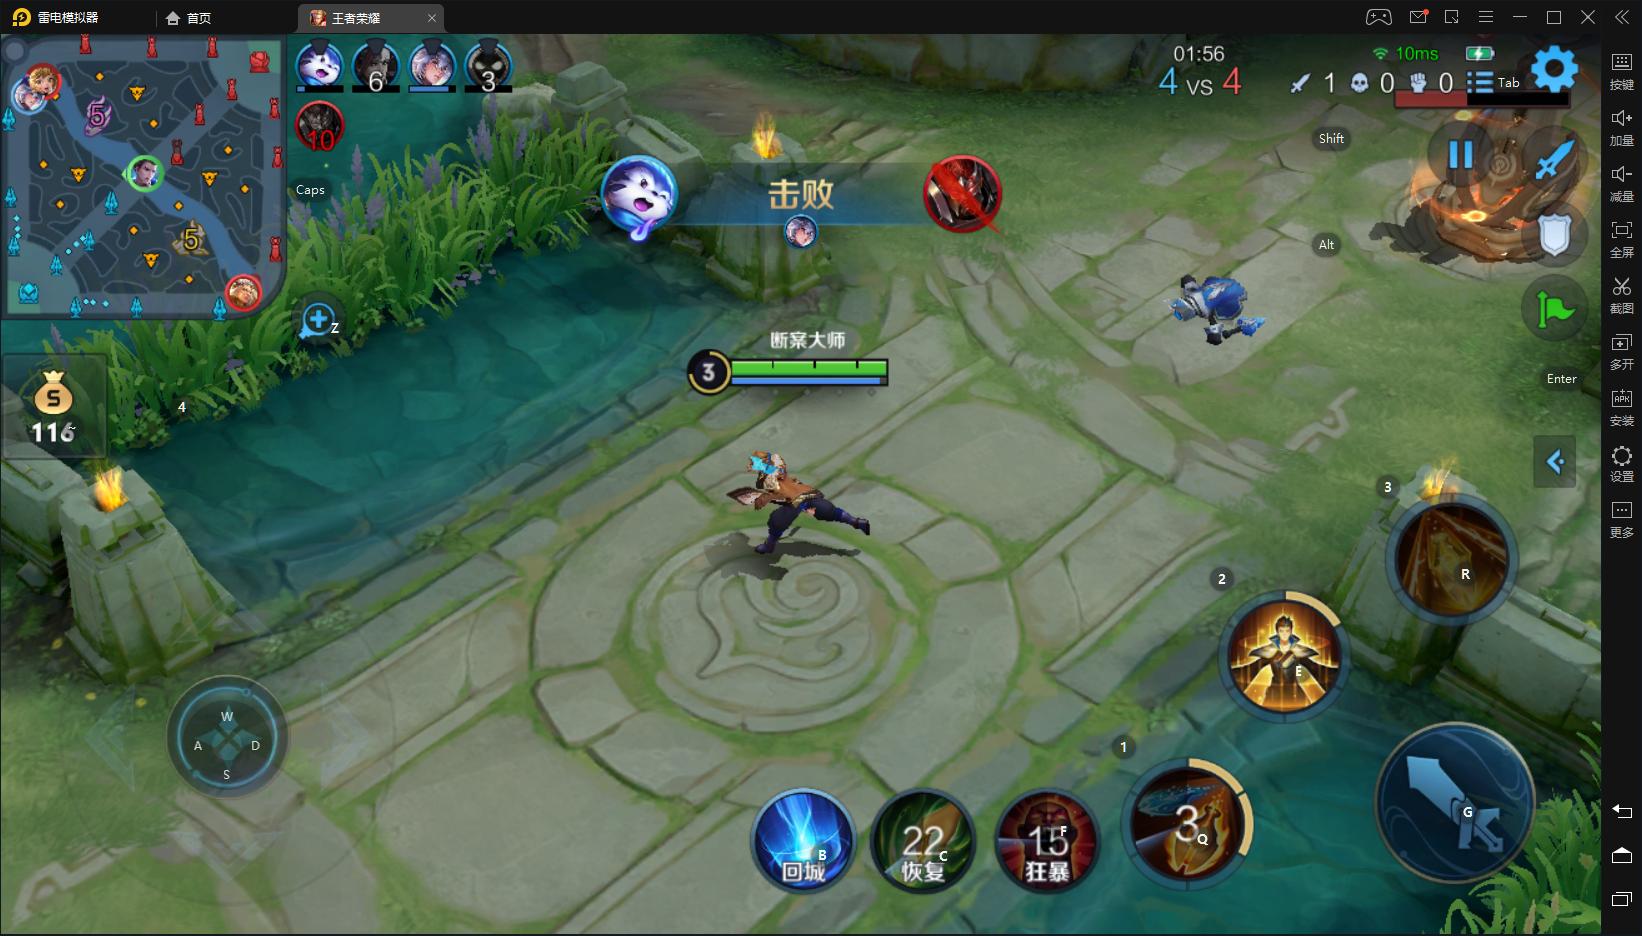 雷电模拟器
首页
王者荣耀
01:56
10ms
4 VS 4
1 0 0
Tab
6
3
10
5
5
Caps
Shift
Alt
Enter
击败
Z
S
116
4
断案大师
3
按键
加量
减量
全屏
截图
多开
APK
安装
设置
更多
3
R
2
E
1
3
Q
G
W
A
D
S
B
回城
22
C
恢复
15
F
狂暴